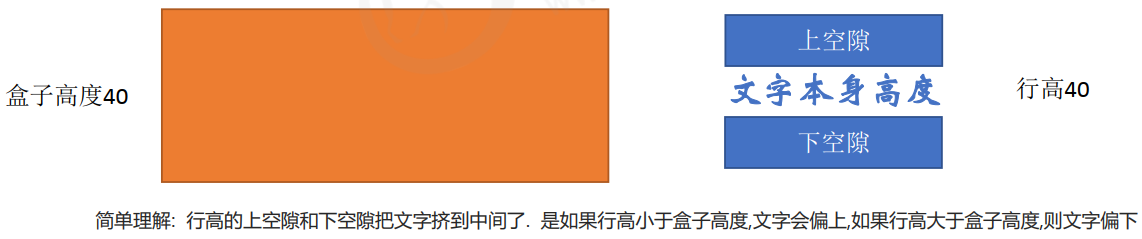 上空隙
盒子高度40
文字本身高度
行高40
下空隙
简单理解: 行高的上空隙和下空隙把文字挤到中间了. 是如果行高小于盒子高度,文字会偏上,如果行高大于盒子高度,则文字偏下